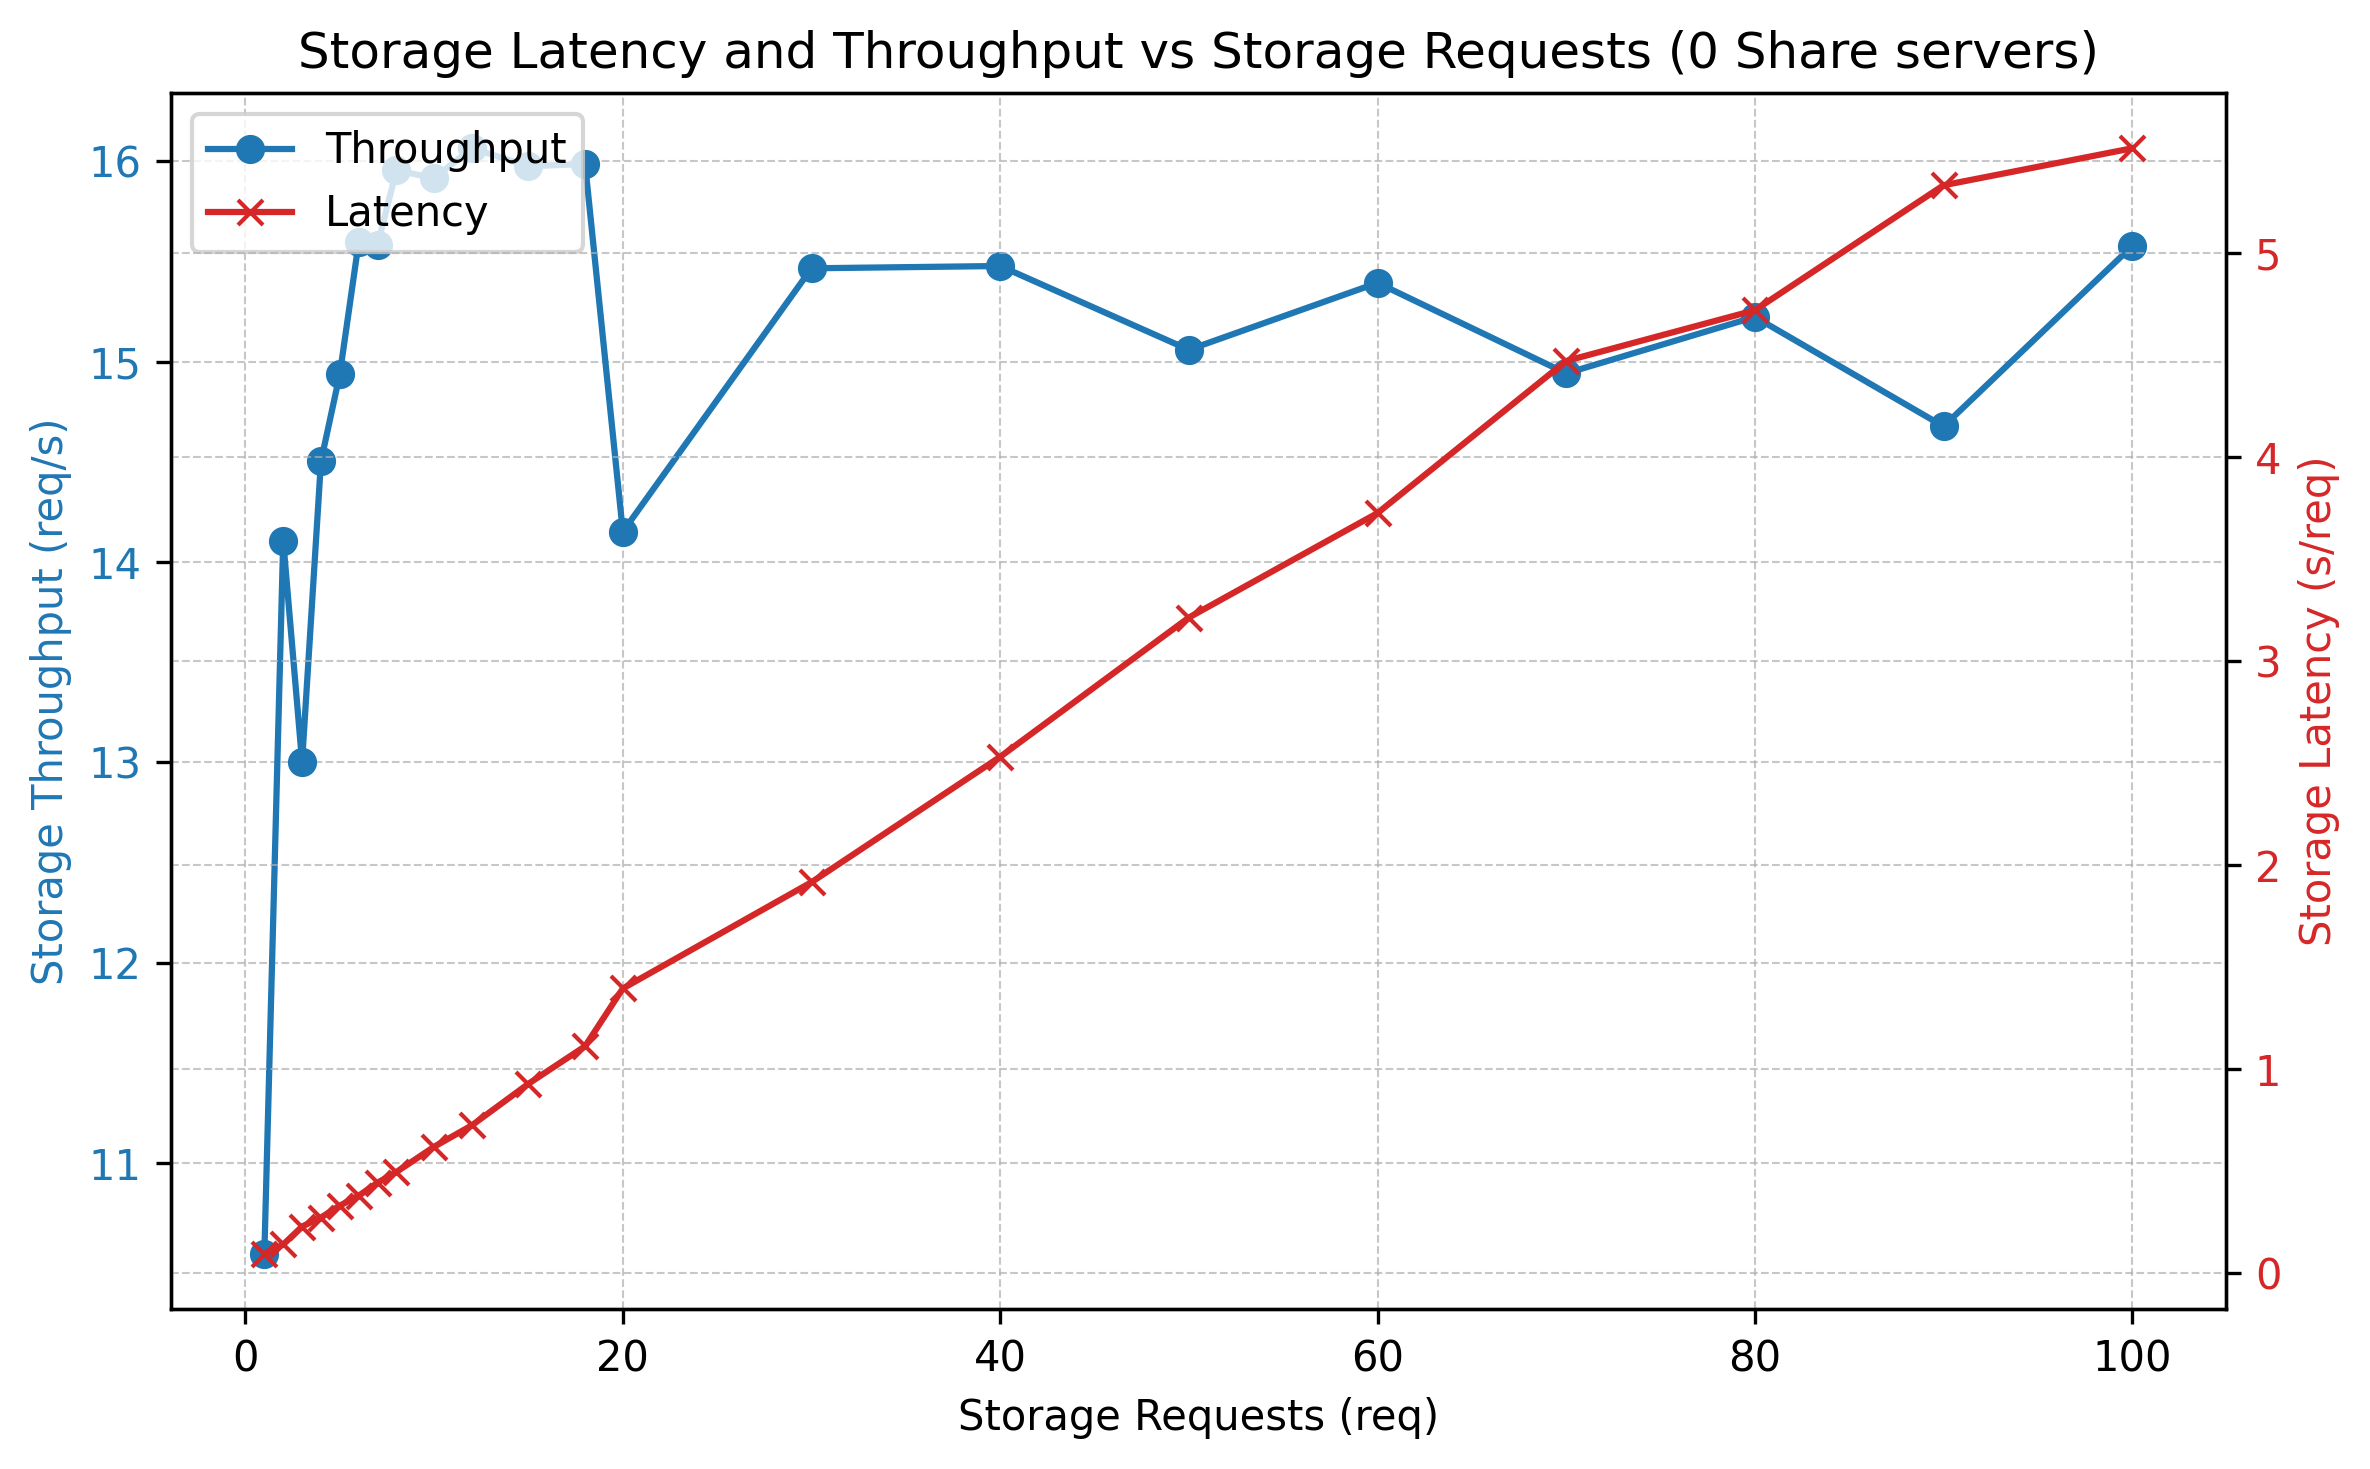 Storage Latency and Throughput vs Storage Requests (0 Share servers)
Throughput
Latency
Storage Throughput (req/s)
16
15
14
13
12
11
Storage Latency (s/req)
5
4
3
2
1
0
0 20 40 60 80 100
Storage Requests (req)